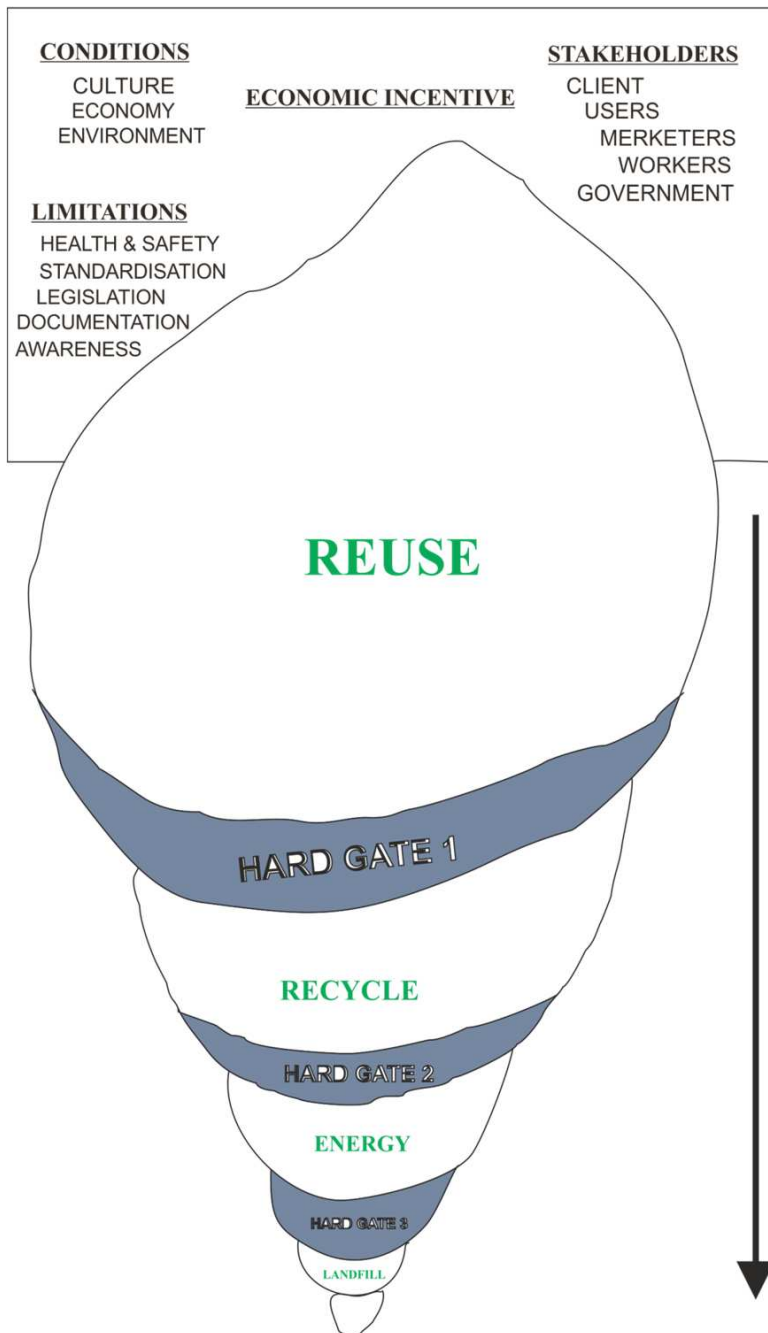 CONDITIONS
CULTURE
ECONOMY
ENVIRONMENT
ECONOMIC INCENTIVE
STAKEHOLDERS
CLIENT
USERS
MERKETERS
WORKERS
GOVERNMENT
LIMITATIONS
HEALTH & SAFETY
STANDARDISATION
LEGISLATION
DOCUMENTATION
AWARENESS
REUSE
HARD GATE 1
RECYCLE
HARD GATE 2
ENERGY
HARD GATE 3
LANDFILL